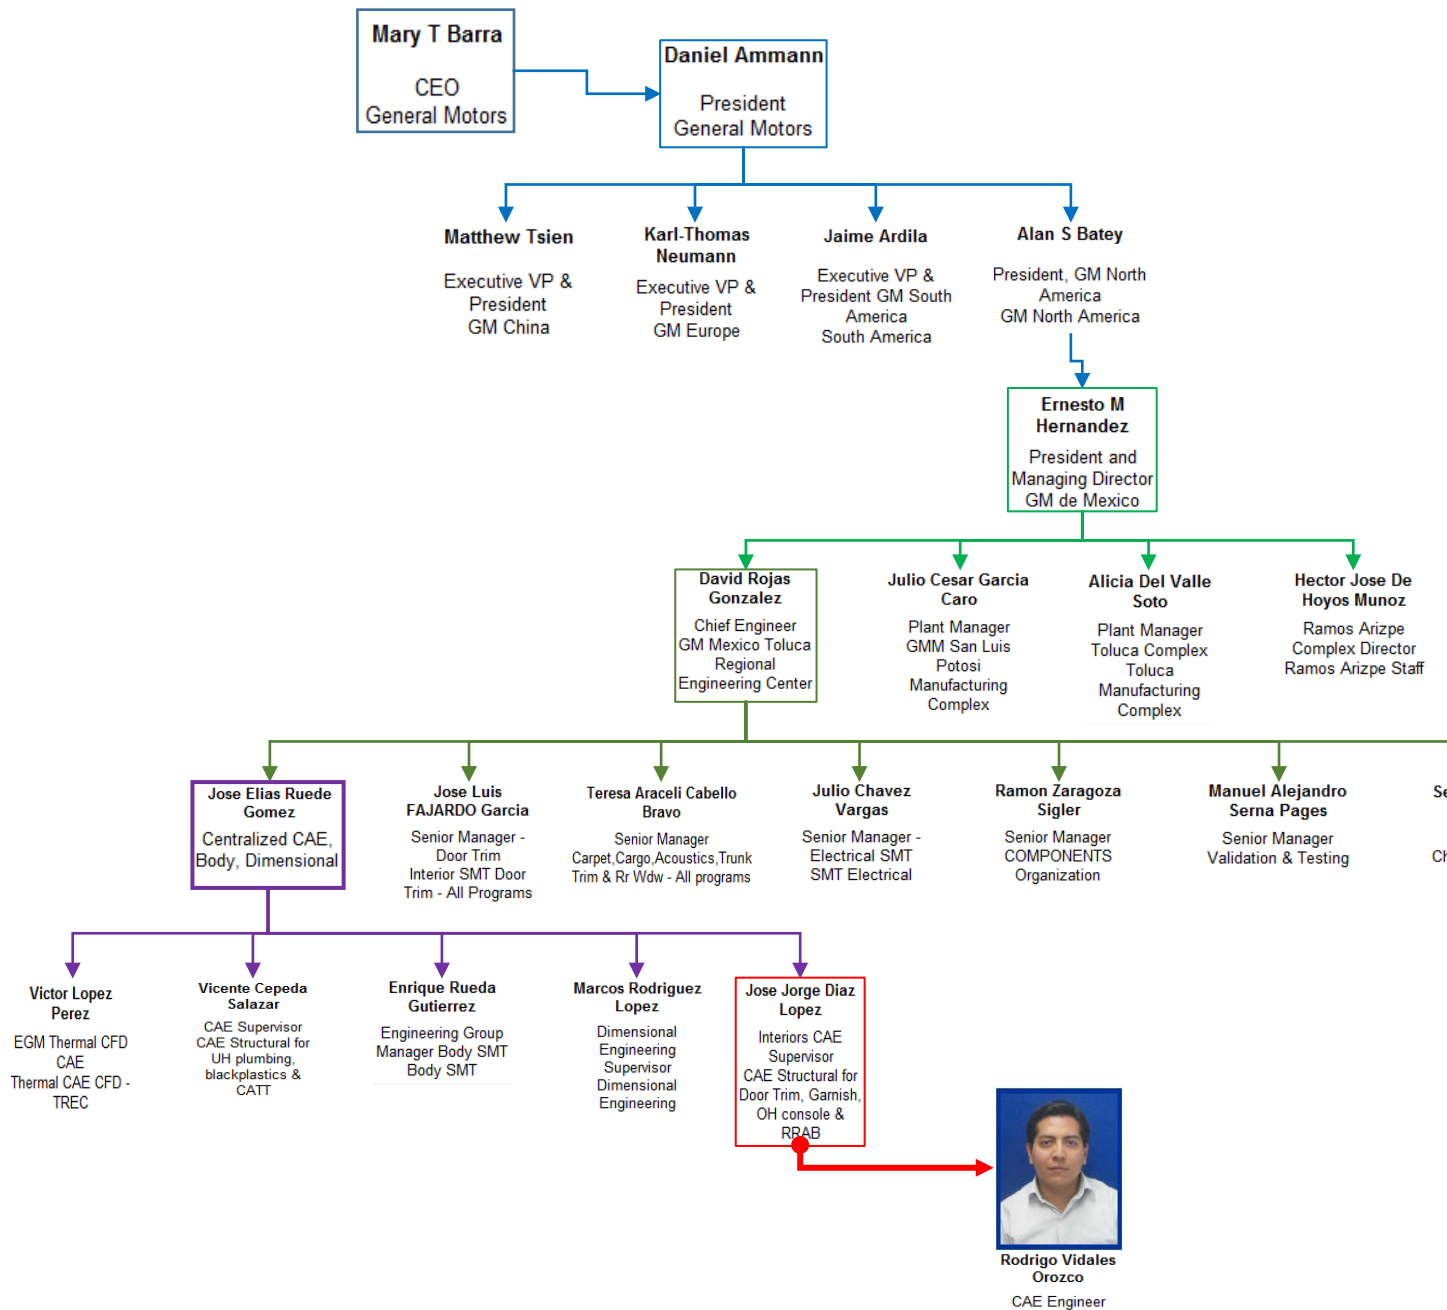 Mary T Barra
CEO
General Motors
Daniel Ammann
President
General Motors
Matthew Tsien
Executive VP &
President
GM China
Karl-Thomas
Neumann
Executive VP &
President
GM Europe
Jaime Ardila
Executive VP &
President GM South
America
South America
Alan S Batey
President, GM North
America
GM North America
Ernesto M
Hernandez
President and
Managing Director
GM de Mexico
David Rojas
Gonzalez
Chief Engineer
GM Mexico Toluca
Regional
Engineering Center
Julio Cesar Garcia
Caro
Plant Manager
GMM San Luis
Potosi
Manufacturing
Complex
Alicia Del Valle
Soto
Plant Manager
Toluca Complex
Toluca
Manufacturing
Complex
Hector Jose De
Hoyos Munoz
Ramos Arizpe
Complex Director
Ramos Arizpe Staff
Jose Elias Ruede
Gomez
Centralized CAE,
Body, Dimensional
Jose Luis
FAJARDO Garcia
Senior Manager -
Door Trim
Interior SMT Door
Trim - All Programs
Teresa Araceli Cabello
Bravo
Senior Manager
Carpet,Cargo,Acoustics,Trunk
Trim & Rr Wdw - All programs
Julio Chavez
Vargas
Senior Manager -
Electrical SMT
SMT Electrical
Ramon Zaragoza
Sigler
Senior Manager
COMPONENTS
Organization
Manuel Alejandro
Serna Pages
Senior Manager
Validation & Testing
Se
Ch
Victor Lopez
Perez
EGM Thermal CFD
CAE
Thermal CAE CFD -
TREC
Vicente Cepeda
Salazar
CAE Supervisor
CAE Structural for
UH plumbing,
blackplastics &
CATT
Enrique Rueda
Gutierrez
Engineering Group
Manager Body SMT
Body SMT
Marcos Rodriguez
Lopez
Dimensional
Engineering
Supervisor
Dimensional
Engineering
Jose Jorge Diaz
Lopez
Interiors CAE
Supervisor
CAE Structural for
Door Trim, Garnish,
OH console &
RRAB
Rodrigo Vidales
Orozco
CAE Engineer